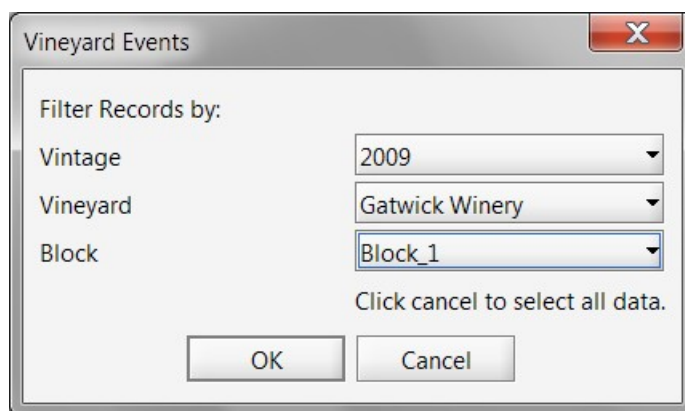 Vineyard Events
Filter Records by:
Vintage 2009
Vineyard Gatwick Winery
Block Block_1
Click cancel to select all data.
OK Cancel